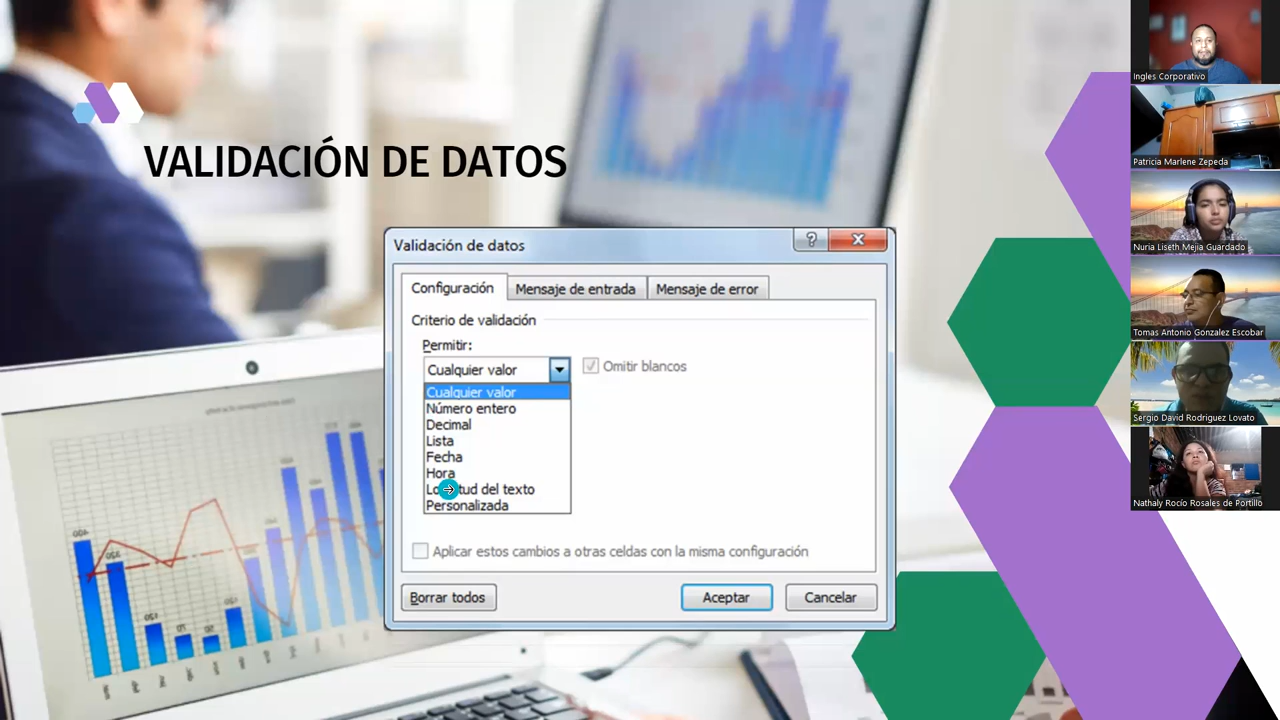 VALIDACIÓN DE DATOS
Validación de datos
?
Configuración
Mensaje de entrada
Mensaje de error
Criterio de validación
Permitir:
Cualquier valor
Omitir blancos
Cualquier valor
Número entero
Decimal
Lista
Fecha
Hora
del texto
Personalizada
Aplicar estos cambios a otras celdas con la misma configuración
Borrar todos
Aceptar
Cancelar
Ingles Corporativo
Patricia Marlene Zepeda
Nuria Liseth Mejia Guardado
Tomas Antonio Gonzalez Escobar
Sergio David Rodriguez Lovato
Nathaly Rocío Rosales de Portillo